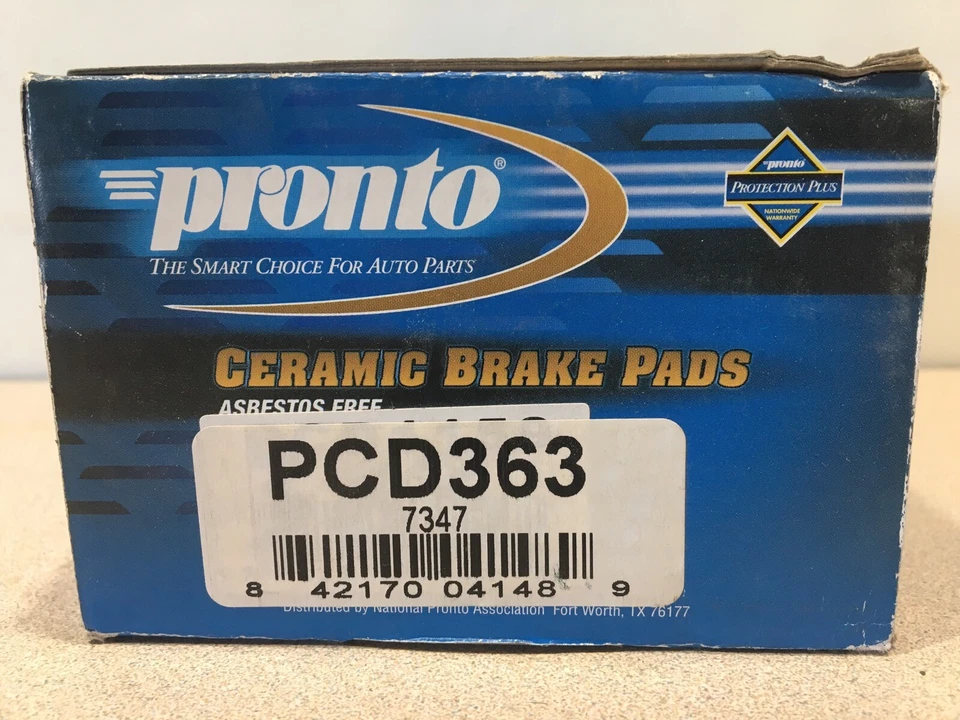 pronto®
THE SMART CHOICE FOR AUTO PARTS
pronto
PROTECTION PLUS
NATIONWIDE
WARRANTY
CERAMIC BRAKE PADS
ASBESTOS FREE
PCD363
7347
8 42170 04148 9
Distributed by National Pronto Association Fort Worth, TX 76177